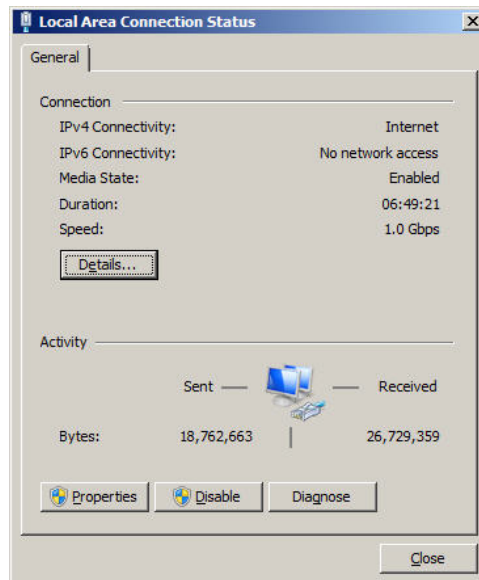 Local Area Connection Status
General
Connection
IPv4 Connectivity: Internet
IPv6 Connectivity: No network access
Media State: Enabled
Duration: 06:49:21
Speed: 1.0 Gbps
Details...
Activity
Sent Received
Bytes: 18,762,663 26,729,359
Properties Disable Diagnose
Close